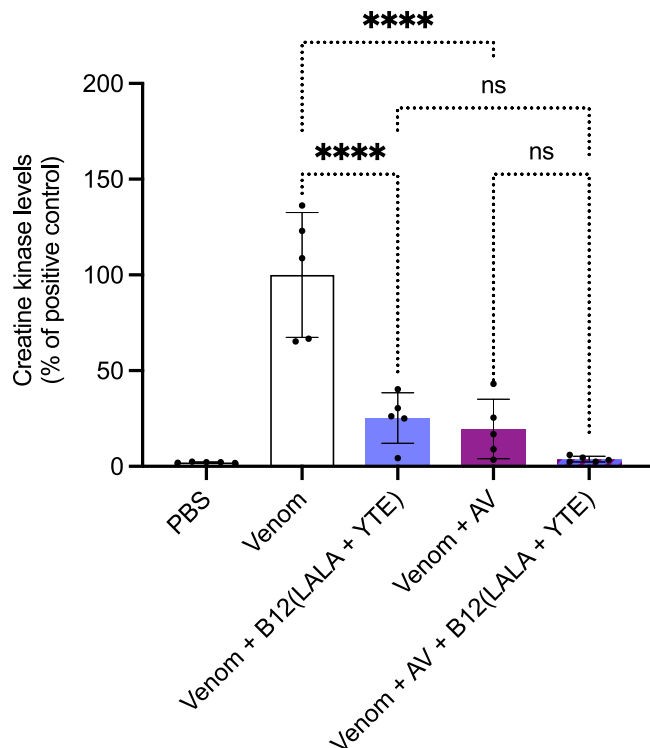 ****
ns
****
ns
200
150
100
50
0
Creatine kinase levels
(% of positive control)
PBS
Venom
Venom + B12(LALA + YTE)
Venom + AV
Venom + AV + B12(LALA + YTE)